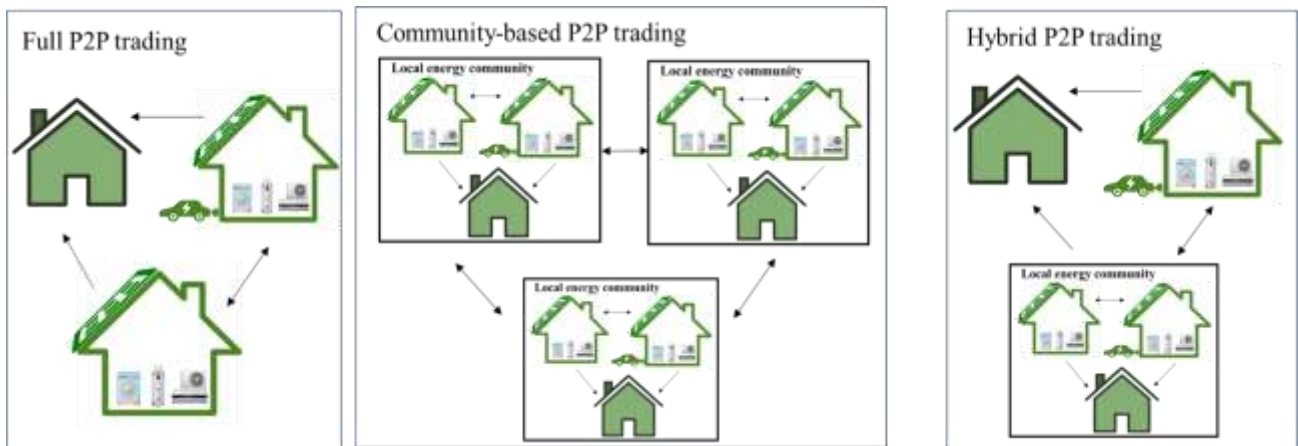 Full P2P trading
Community-based P2P trading
Local energy community
Local energy community
Local energy community
Hybrid P2P trading
Local energy community